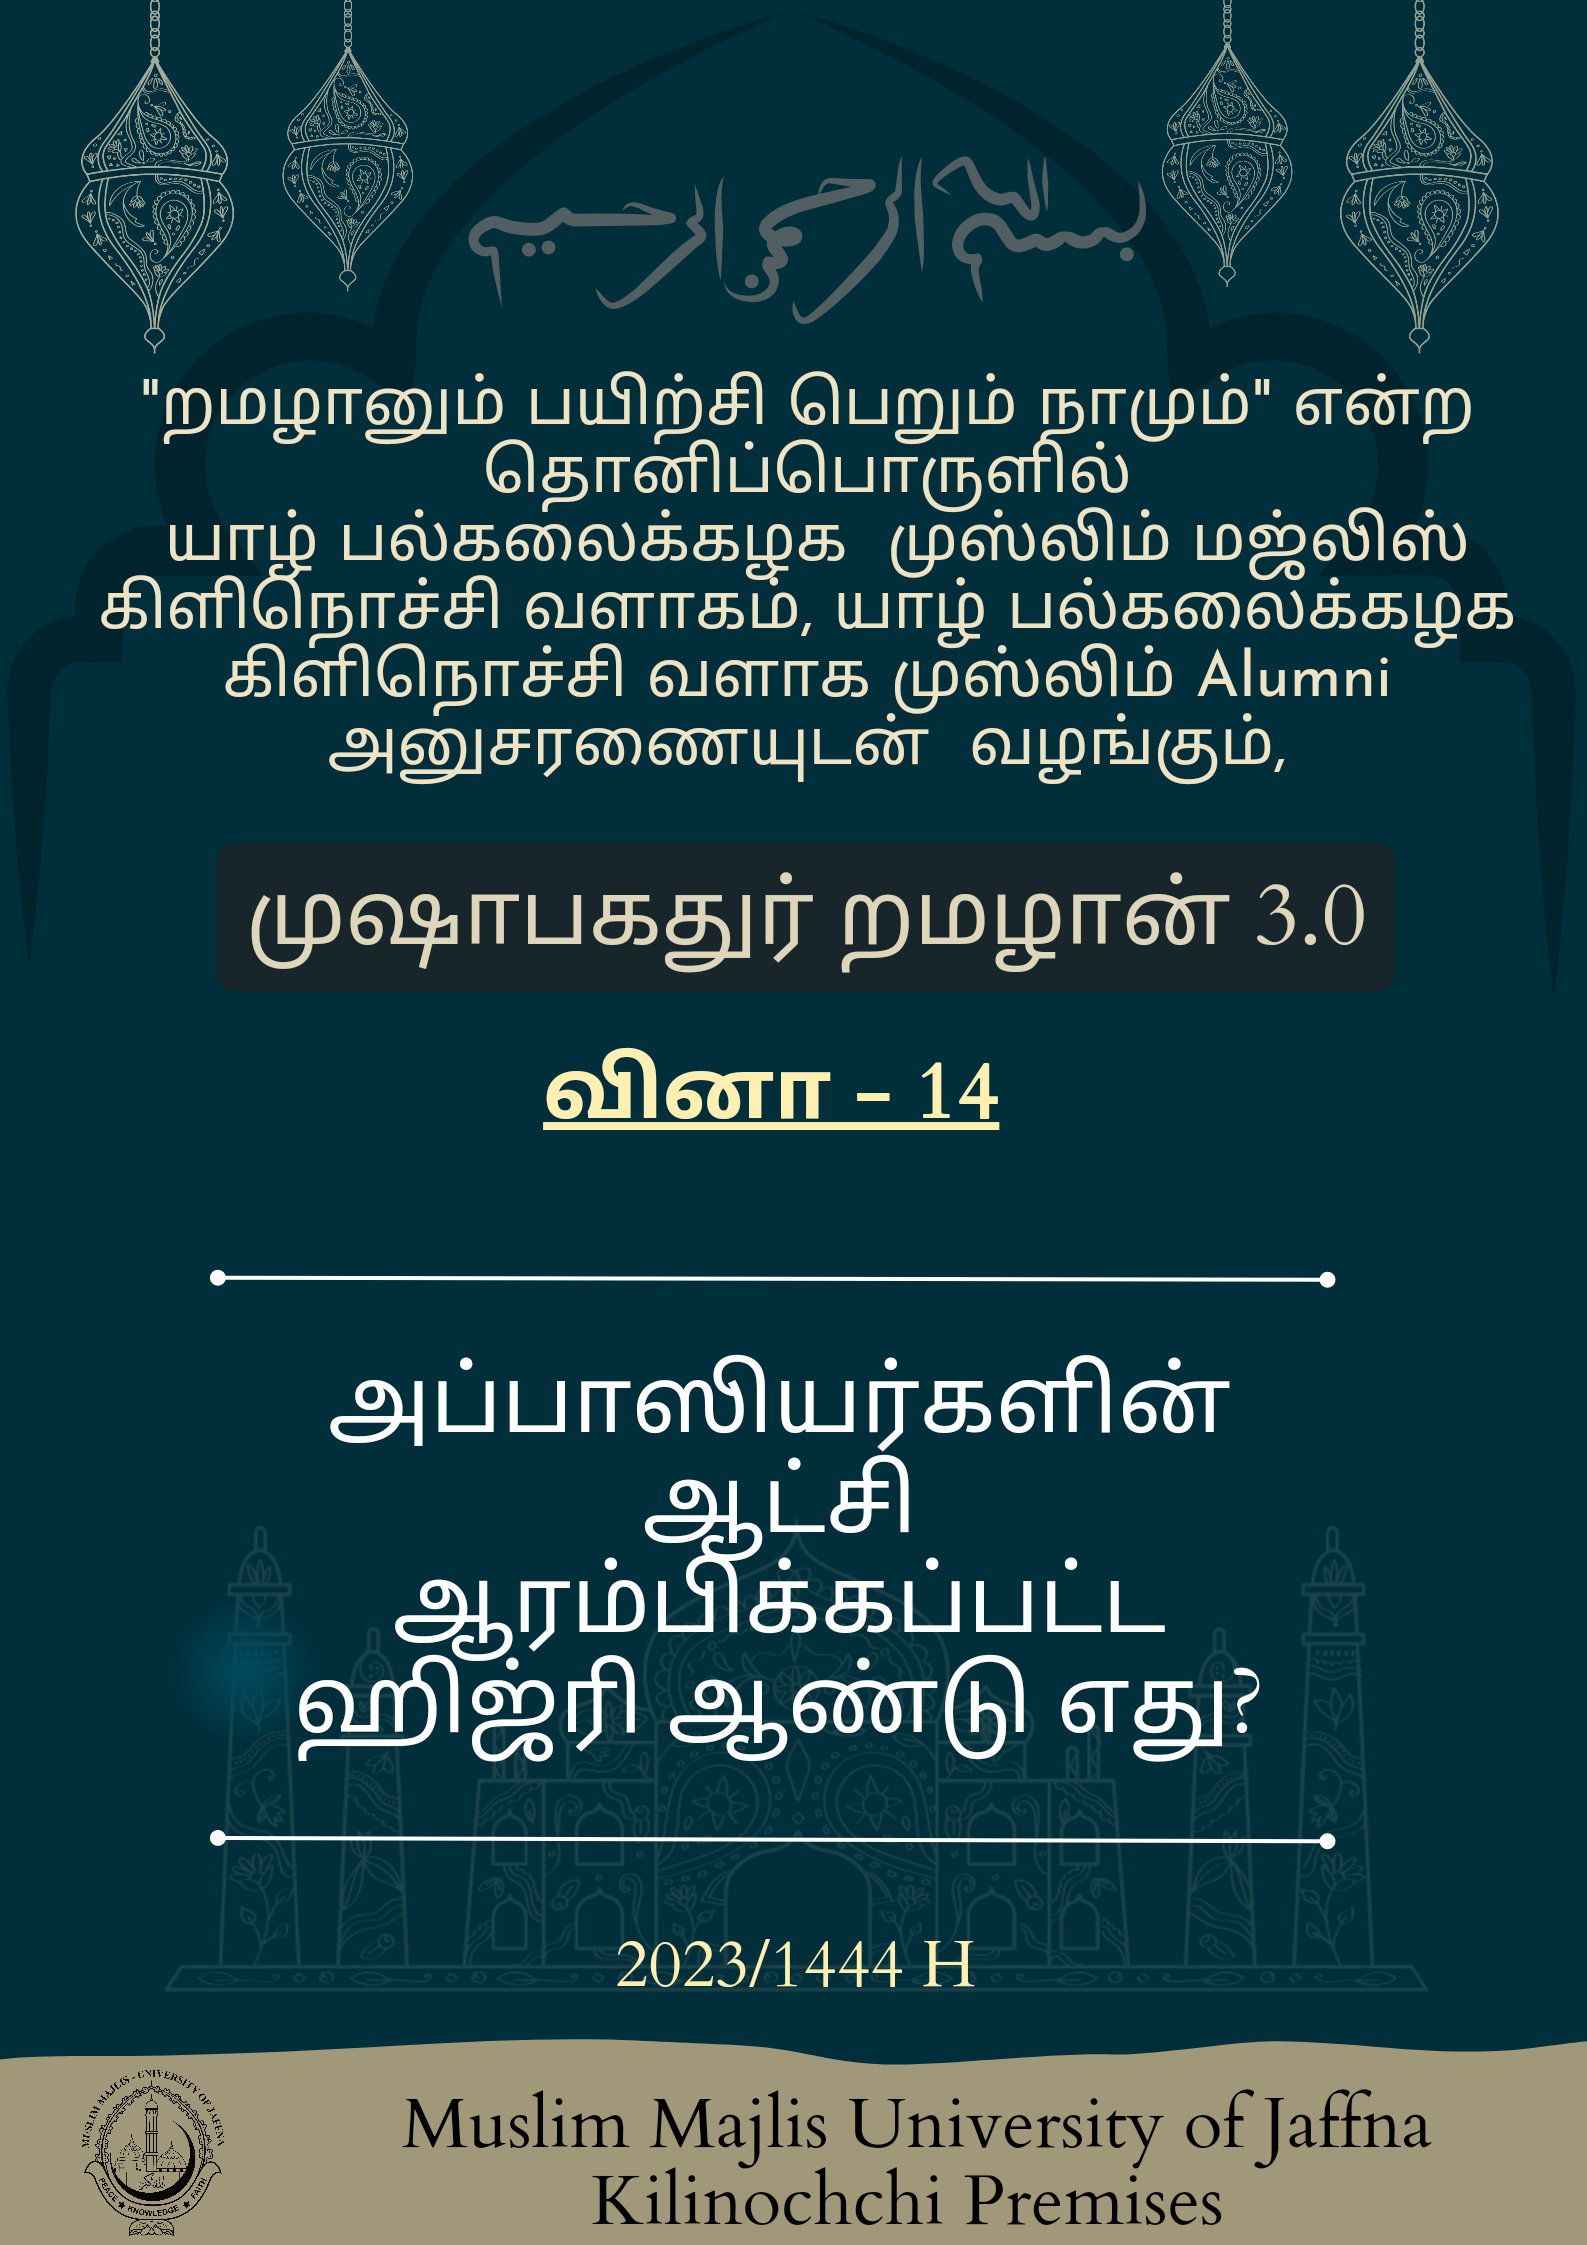 بسم الله الرحمن الرحيم
"றமழானும் பயிற்சி பெறும் நாமும்" என்ற
தொனிப்பொருளில்
யாழ் பல்கலைக்கழக முஸ்லிம் மஜ்லிஸ்
கிளிநொச்சி வளாகம், யாழ் பல்கலைக்கழக
கிளிநொச்சி வளாக முஸ்லிம் Alumni
அனுசரணையுடன் வழங்கும்,
முஷாபகதுர் றமழான் 3.0
வினா – 14
அப்பாஸியர்களின்
ஆட்சி
ஆரம்பிக்கப்பட்ட
ஹிஜ்ரி ஆண்டு எது?
2023/1444 H
MUSLIM MAJLIS - UNIVERSITY OF JAFFNA
PEACE ★ KNOWLEDGE ★ FAITH
Muslim Majlis University of Jaffna
Kilinochchi Premises